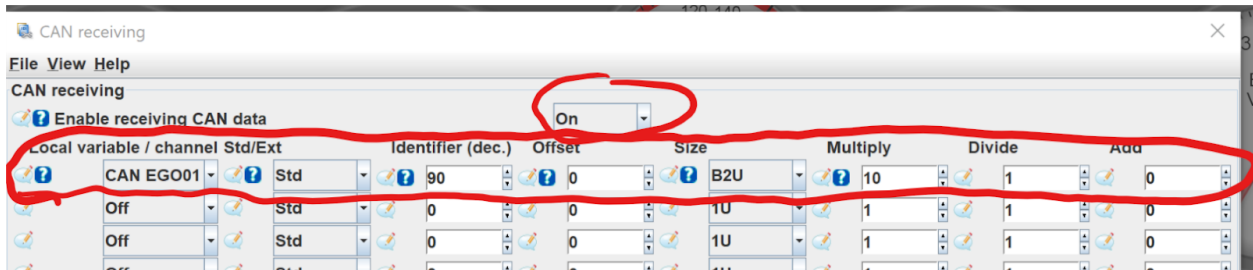 120-140
CAN receiving
File View Help
CAN receiving
Enable receiving CAN data On
Local variable / channel Std/Ext Identifier (dec.) Offset Size Multiply Divide Add
CAN EGO01 Std 90 0 B2U 10 1 0
Off Std 0 0 1U 1 1 0
Off Std 0 0 1U 1 1 0